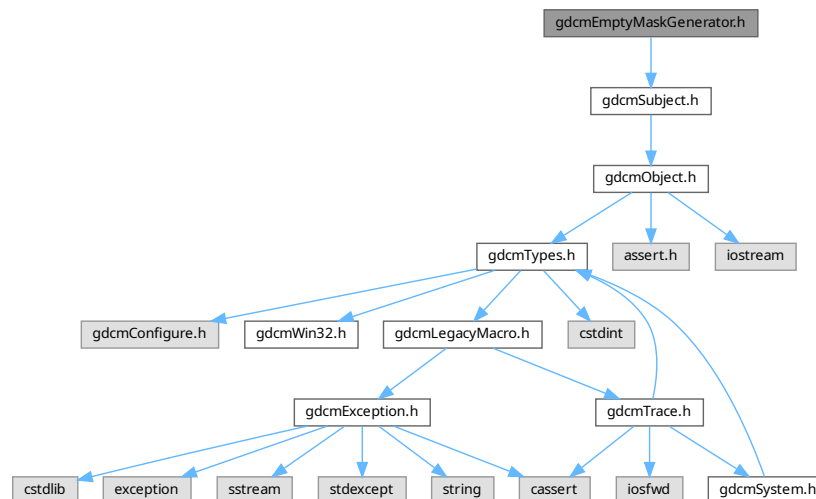 gdcmEmptyMaskGenerator.h
gdcmSubject.h
gdcmObject.h
gdcmTypes.h
assert.h
iostream
gdcmConfigure.h
gdcmWin32.h
gdcmLegacyMacro.h
cstdint
gdcmException.h
gdcmTrace.h
cstdlib
exception
sstream
stdexcept
string
cassert
iosfwd
gdcmSystem.h